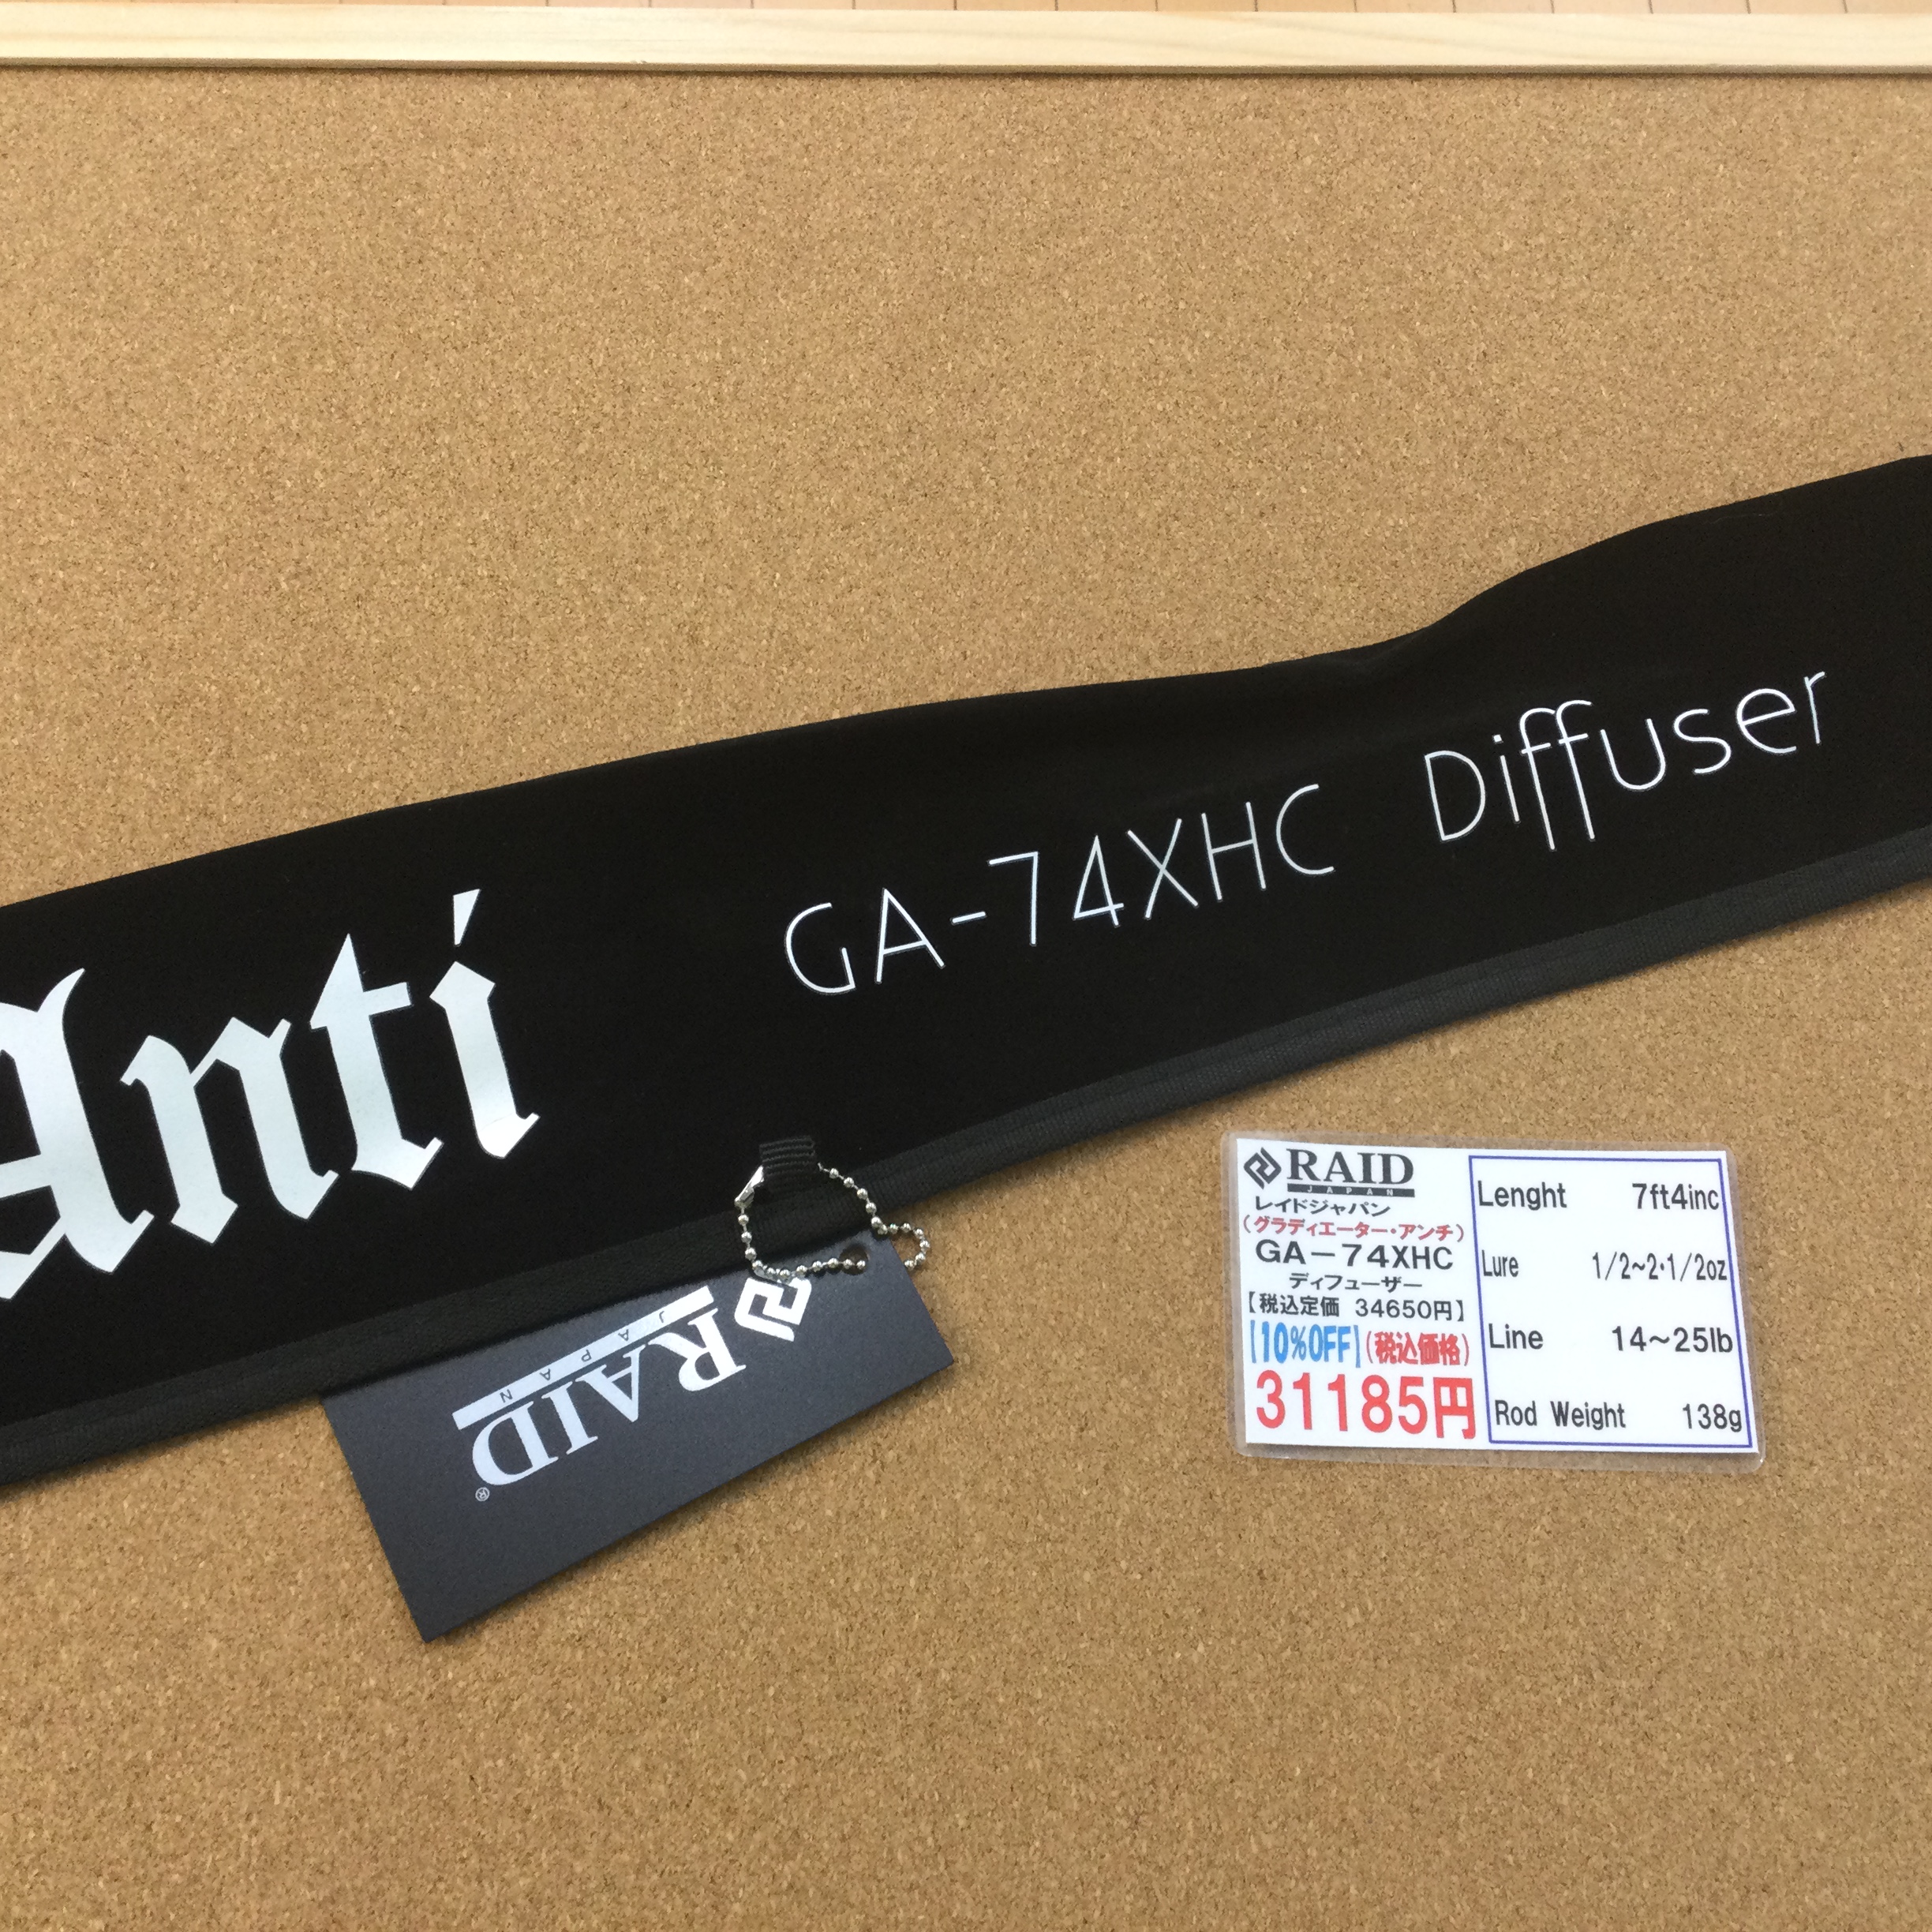 Anti
GA-74XHC Diffuser
RAID
JAPAN
®
RAID
JAPAN
レイドジャパン
(グラディエーター・アンチ)
GA-74XHC
ディフューザー
【税込定価 34650円】
[10%OFF](税込価格)
31185円
Lenght 7ft4inc
Lure 1/2~2・1/2oz
Line 14~25lb
Rod Weight 138g